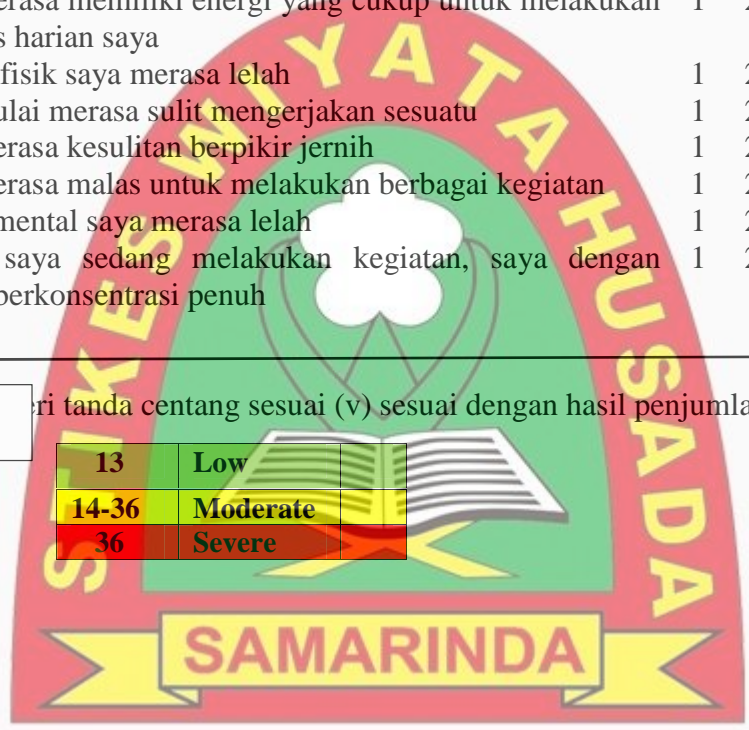 erasa memiliki energi yang cukup untuk melakukan 1 2
s harian saya
fisik saya merasa lelah 1 2
ulai merasa sulit mengerjakan sesuatu 1 2
erasa kesulitan berpikir jernih 1 2
erasa malas untuk melakukan berbagai kegiatan 1 2
mental saya merasa lelah 1 2
saya sedang melakukan kegiatan, saya dengan 1 2
berkonsentrasi penuh
ri tanda centang sesuai (v) sesuai dengan hasil penjumla
13 Low
14-36 Moderate
36 Severe
STIKES WIYATA HUSADA
SAMARINDA